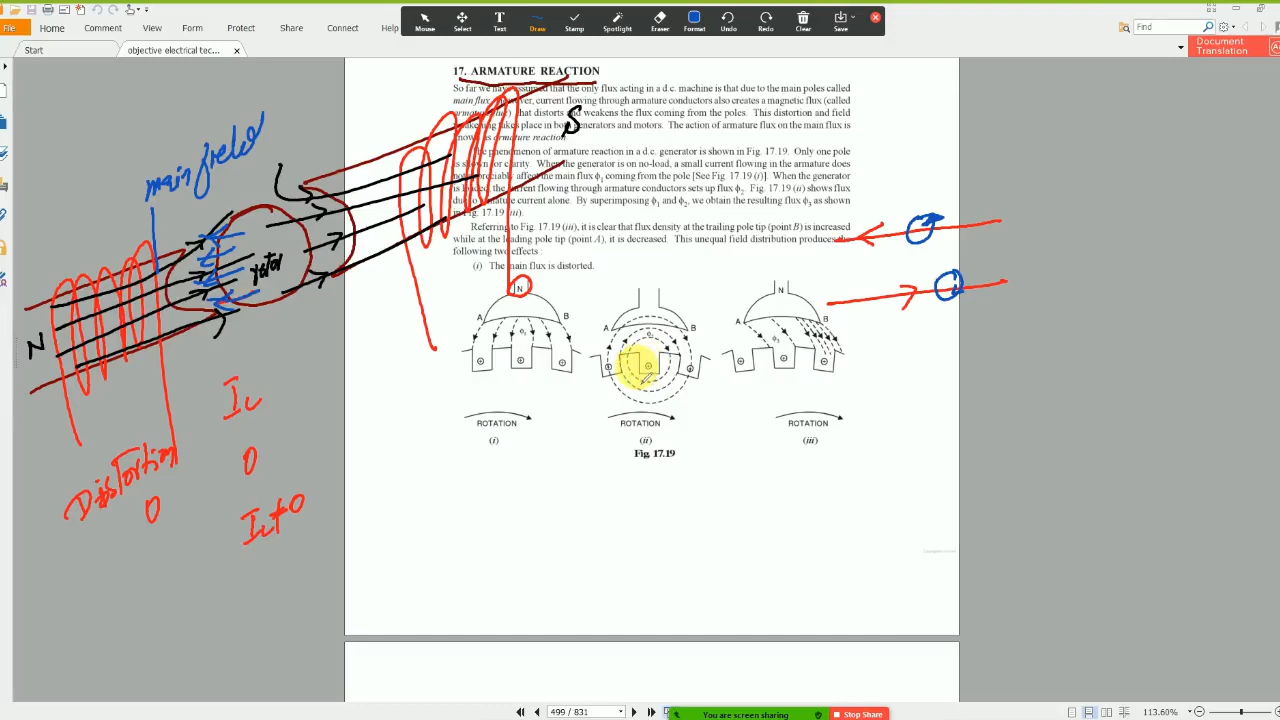 Mouse Select Text Draw Stamp Spotlight Eraser Format Undo Redo Clear Save
File Home Comment View Form Protect Share Connect Help
Find
Document
Translation
Start
objective electrical tec...
17. ARMATURE REACTION
So far we have assumed that the only flux acting in a d.c. machine is that due to the main poles called
main flux. However, current flowing through armature conductors also creates a magnetic flux (called
that distorts and weakens the flux coming from the poles. This distortion and field
takes place in both generators and motors. The action of armature flux on the main flux is
known as armature reaction
phenomenon of armature reaction in a d.c. generator is shown in Fig. 17.19. Only one pole
is shown for clarity. When the generator is on no-load, a small current flowing in the armature does
not appreciably affect the main flux ϕ1 coming from the pole [See Fig. 17.19 (i)]. When the generator
is loaded, the current flowing through armature conductors sets up flux ϕ2. Fig. 17.19 (ii) shows flux
due to armature current alone. By superimposing ϕ1 and ϕ2, we obtain the resulting flux ϕ3 as shown
in Fig. 17.19 (iii).
Referring to Fig. 17.19 (iii), it is clear that flux density at the trailing pole tip (point B) is increased
while at the leading pole tip (point A), it is decreased. This unequal field distribution produces the
following two effects :
(i) The main flux is distorted.
main field
S
rotor
N
Distortion
0
IL
0
IL≠0
N N
A B A B A B
ϕ1 ϕ2 ϕ3
ROTATION ROTATION ROTATION
(i) (ii) (iii)
Fig. 17.19
499 / 831
You are screen sharing
Stop Share
113.60%